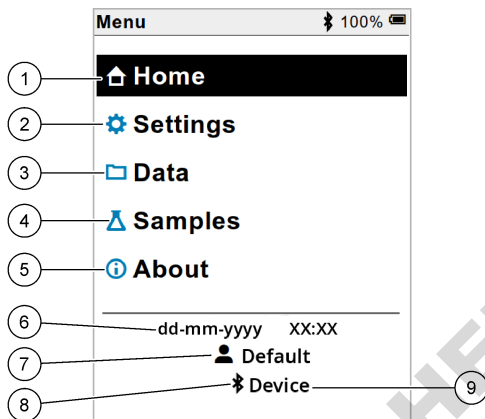 Menu 100%
1 Home
2 Settings
3 Data
4 Samples
5 About
6 dd-mm-yyyy XX:XX
7 Default
8 Device 9